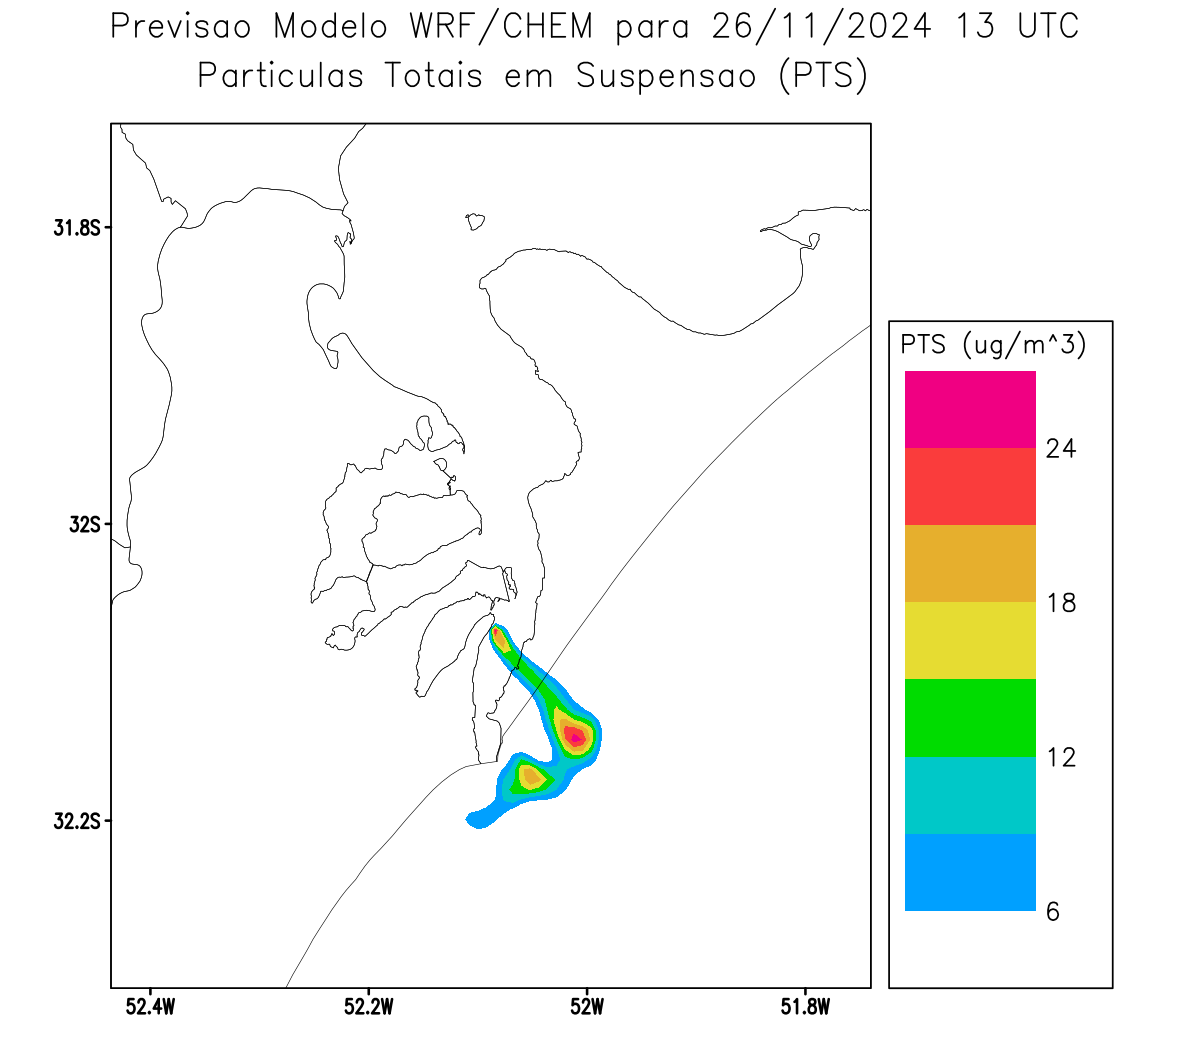 Previsao Modelo WRF/CHEM para 26/11/2024 13 UTC
Particulas Totais em Suspensao (PTS)
31.8S
32S
32.2S
52.4W
52.2W
52W
51.8W
PTS (ug/m^3)
24
18
12
6